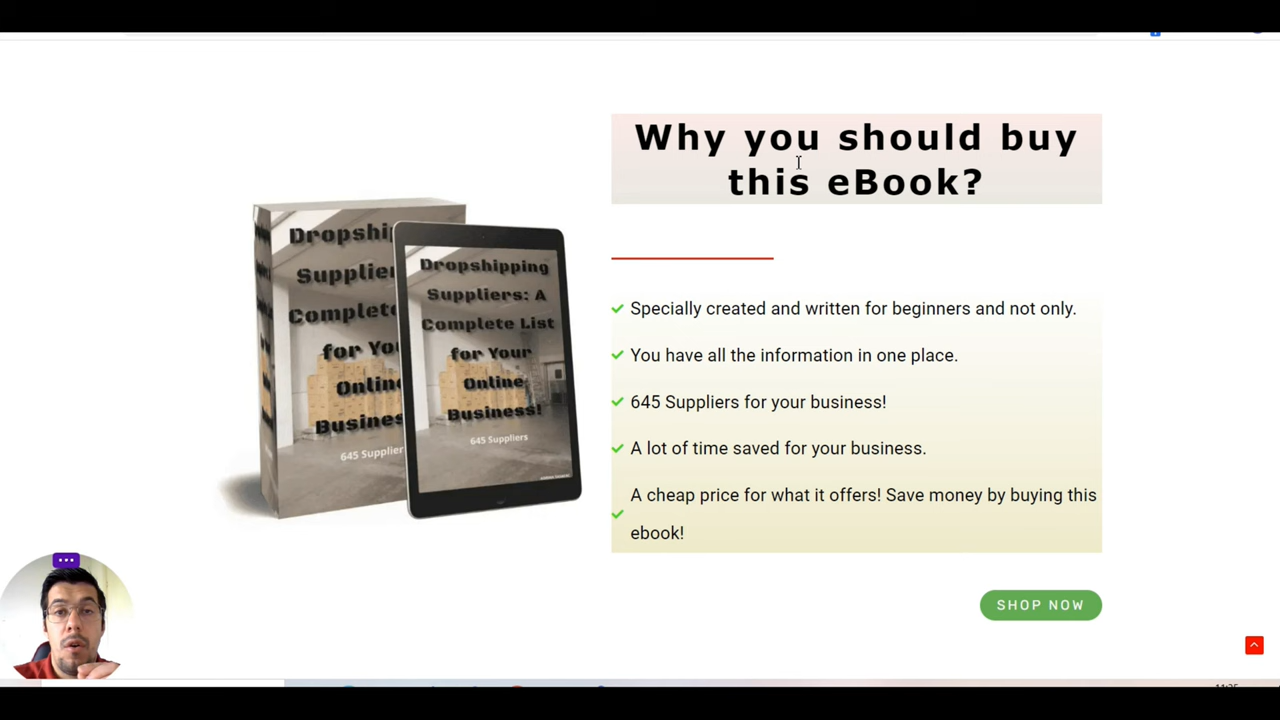 Why you should buy
this eBook?
Specially created and written for beginners and not only.
You have all the information in one place.
645 Suppliers for your business!
A lot of time saved for your business.
A cheap price for what it offers! Save money by buying this
ebook!
SHOP NOW
Dropshipping
Suppliers: A
Complete List
for Your
Online
Business!
645 Suppliers